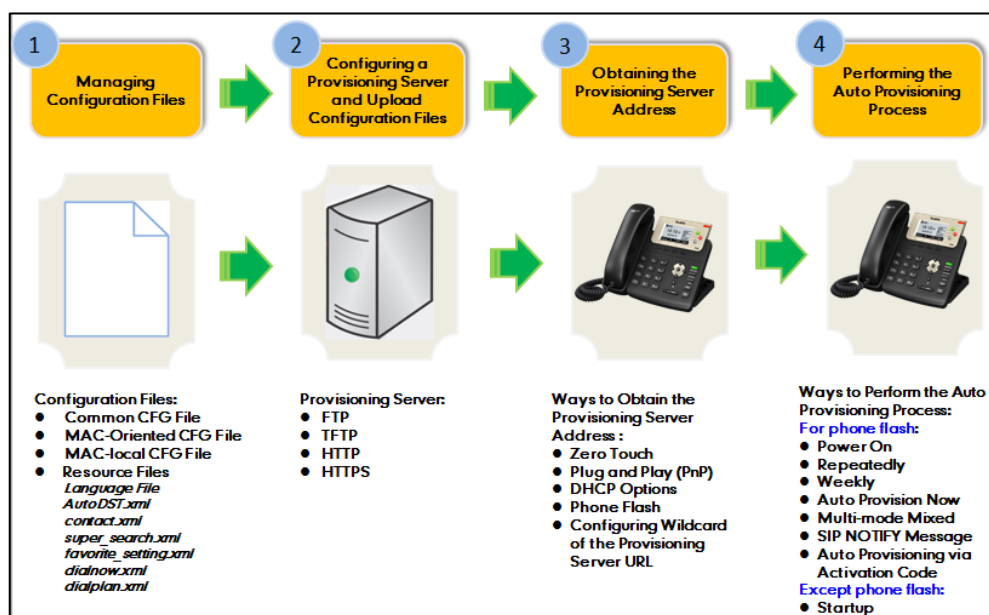 1
Managing
Configuration Files
2
Configuring a
Provisioning Server
and Upload
Configuration Files
3
Obtaining the
Provisioning Server
Address
4
Performing the
Auto Provisioning
Process
Configuration Files:
● Common CFG File
● MAC-Oriented CFG File
● MAC-local CFG File
● Resource Files
Language File
AutoDST.xml
contact.xml
super_search.xml
favorite_setting.xml
dialnow.xml
dialplan.xml
Provisioning Server:
● FTP
● TFTP
● HTTP
● HTTPS
Ways to Obtain the
Provisioning Server
Address :
● Zero Touch
● Plug and Play (PnP)
● DHCP Options
● Phone Flash
● Configuring Wildcard
of the Provisioning
Server URL
Ways to Perform the Auto
Provisioning Process:
For phone flash:
● Power On
● Repeatedly
● Weekly
● Auto Provision Now
● Multi-mode Mixed
● SIP NOTIFY Message
● Auto Provisioning via
Activation Code
Except phone flash:
● Startup